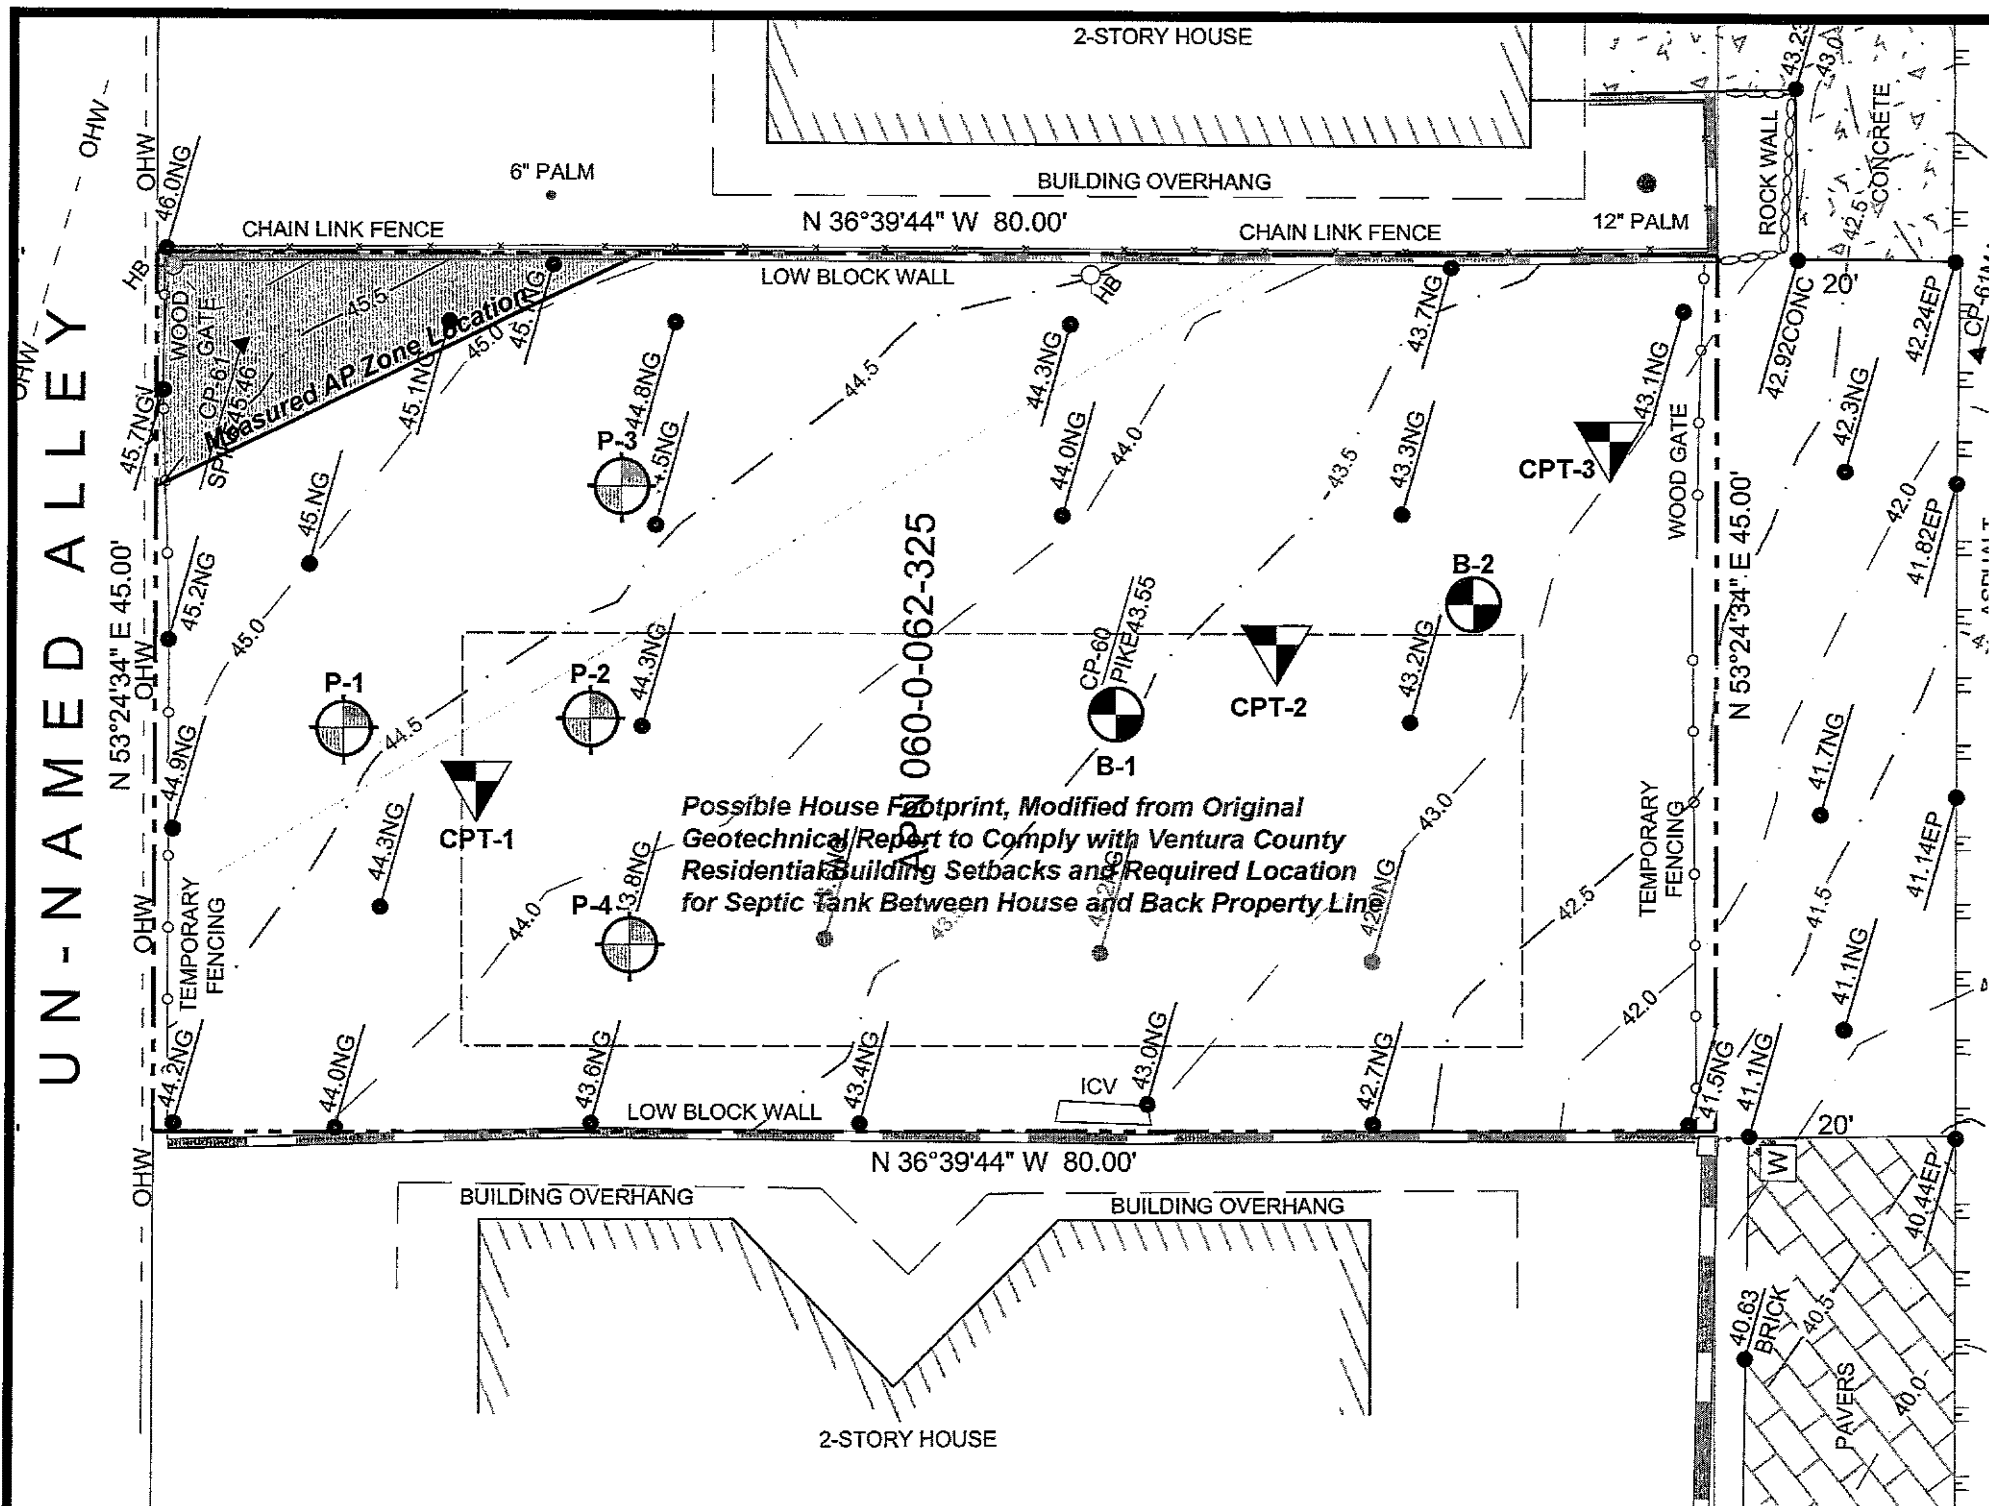 2-STORY HOUSE
43.0
OHW
OHW
46.0NG
6" PALM
BUILDING OVERHANG
ROCK WALL
CONCRETE
42.5
CHAIN LINK FENCE
N 36°39'44" W 80.00'
CHAIN LINK FENCE
12" PALM
HB
LOW BLOCK WALL
HB
20'
WOOD
GATE
CP-61
45.46
45.5
45.0
Measured AP Zone Location
45.1NG
44.8NG
44.5
44.3NG
43.7NG
43.1NG
42.92CONC
42.24EP
OHW
UN-NAMED ALLEY
45.7NG
P-3
44.0NG
44.0
43.5
43.3NG
CPT-3
WOOD GATE
42.3NG
42.0
41.82EP
ASPHALT
N 53°24'34" E 45.00'
45.NG
45.2NG
45.0
OHW
APN 060-0-062-325
B-2
N 53°24'34" E 45.00'
P-1
P-2
44.3NG
CP-60
PIKE43.55
B-1
CPT-2
43.2NG
44.9NG
44.5
CPT-1
44.3NG
43.0
41.7NG
41.14EP
Possible House Footprint, Modified from Original
Geotechnical Report to Comply with Ventura County
Residential Building Setbacks and Required Location
for Septic Tank Between House and Back Property Line
OHW
TEMPORARY
FENCING
44.0
P-4
42.5
TEMPORARY
FENCING
41.5
41.1NG
42.0
44.2NG
44.0NG
43.6NG
43.4NG
ICV
43.0NG
42.7NG
41.5NG
41.1NG
LOW BLOCK WALL
20'
OHW
N 36°39'44" W 80.00'
W
40.44EP
BUILDING OVERHANG
BUILDING OVERHANG
40.63
BRICK
40.5
PAVERS
40.0
2-STORY HOUSE